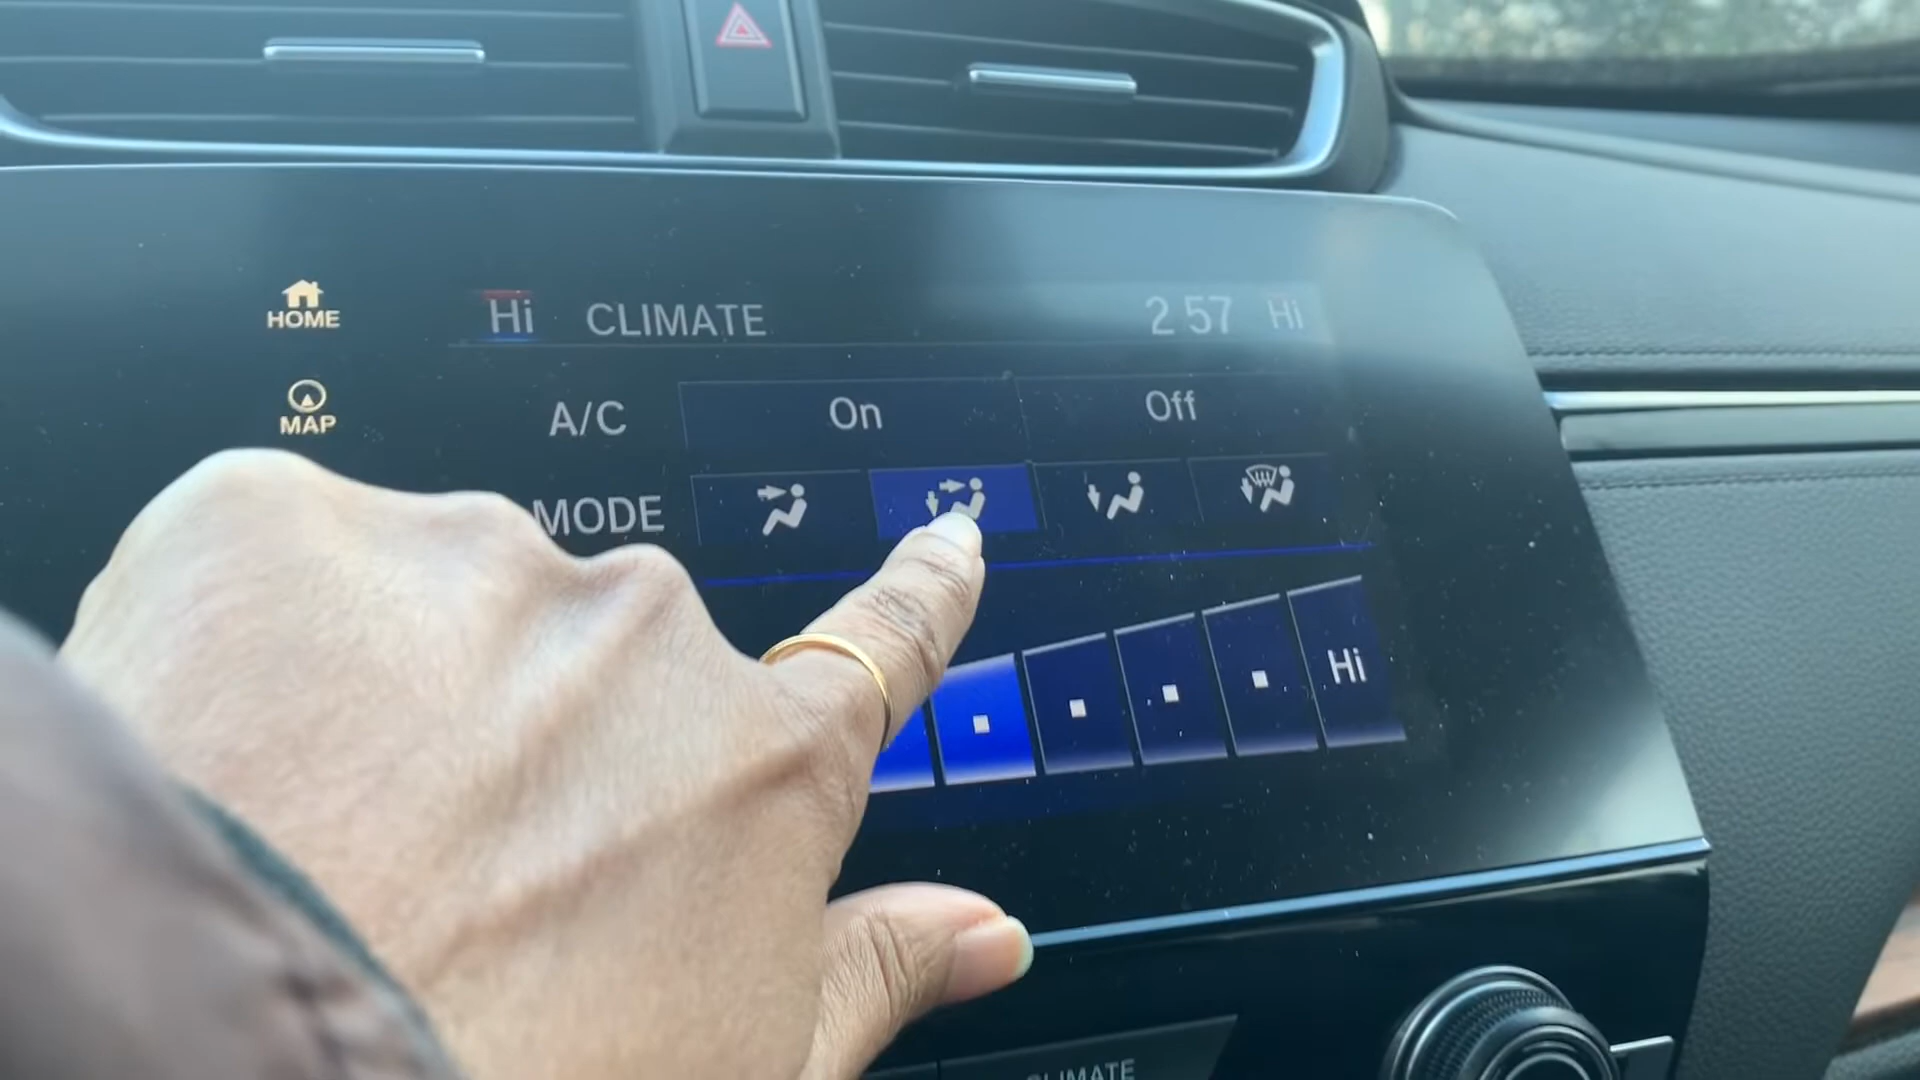 HOME
Hi CLIMATE 2 57 Hi
MAP
A/C On Off
MODE
Hi
CLIMATE